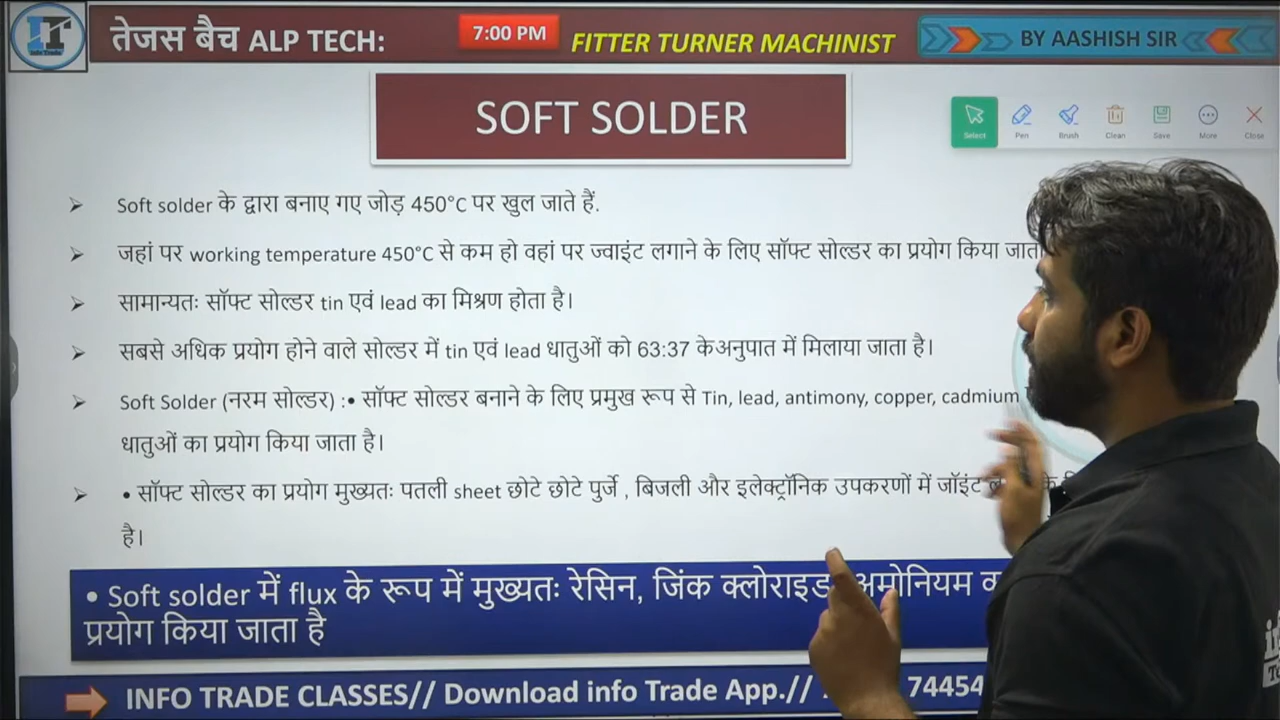 तेजस बैच ALP TECH:
7:00 PM
FITTER TURNER MACHINIST
BY AASHISH SIR
SOFT SOLDER
Select Pen Brush Clean Save More Close
Soft solder के द्वारा बनाए गए जोड़ 450°C पर खुल जाते हैं.
जहां पर working temperature 450°C से कम हो वहां पर ज्वाइंट लगाने के लिए सॉफ्ट सोल्डर का प्रयोग किया
सामान्यतः सॉफ्ट सोल्डर tin एवं lead का मिश्रण होता है।
सबसे अधिक प्रयोग होने वाले सोल्डर में tin एवं lead धातुओं को 63:37 केअनुपात में मिलाया जाता है।
Soft Solder (नरम सोल्डर) :• सॉफ्ट सोल्डर बनाने के लिए प्रमुख रूप से Tin, lead, antimony, copper, cadmium
धातुओं का प्रयोग किया जाता है।
• सॉफ्ट सोल्डर का प्रयोग मुख्यतः पतली sheet छोटे छोटे पुर्जे , बिजली और इलेक्ट्रॉनिक उपकरणों में जॉइंट
है।
• Soft solder में flux के रूप में मुख्यतः रेसिन, जिंक क्लोराइड अमोनियम
प्रयोग किया जाता है
INFO TRADE CLASSES// Download info Trade App.// 74454